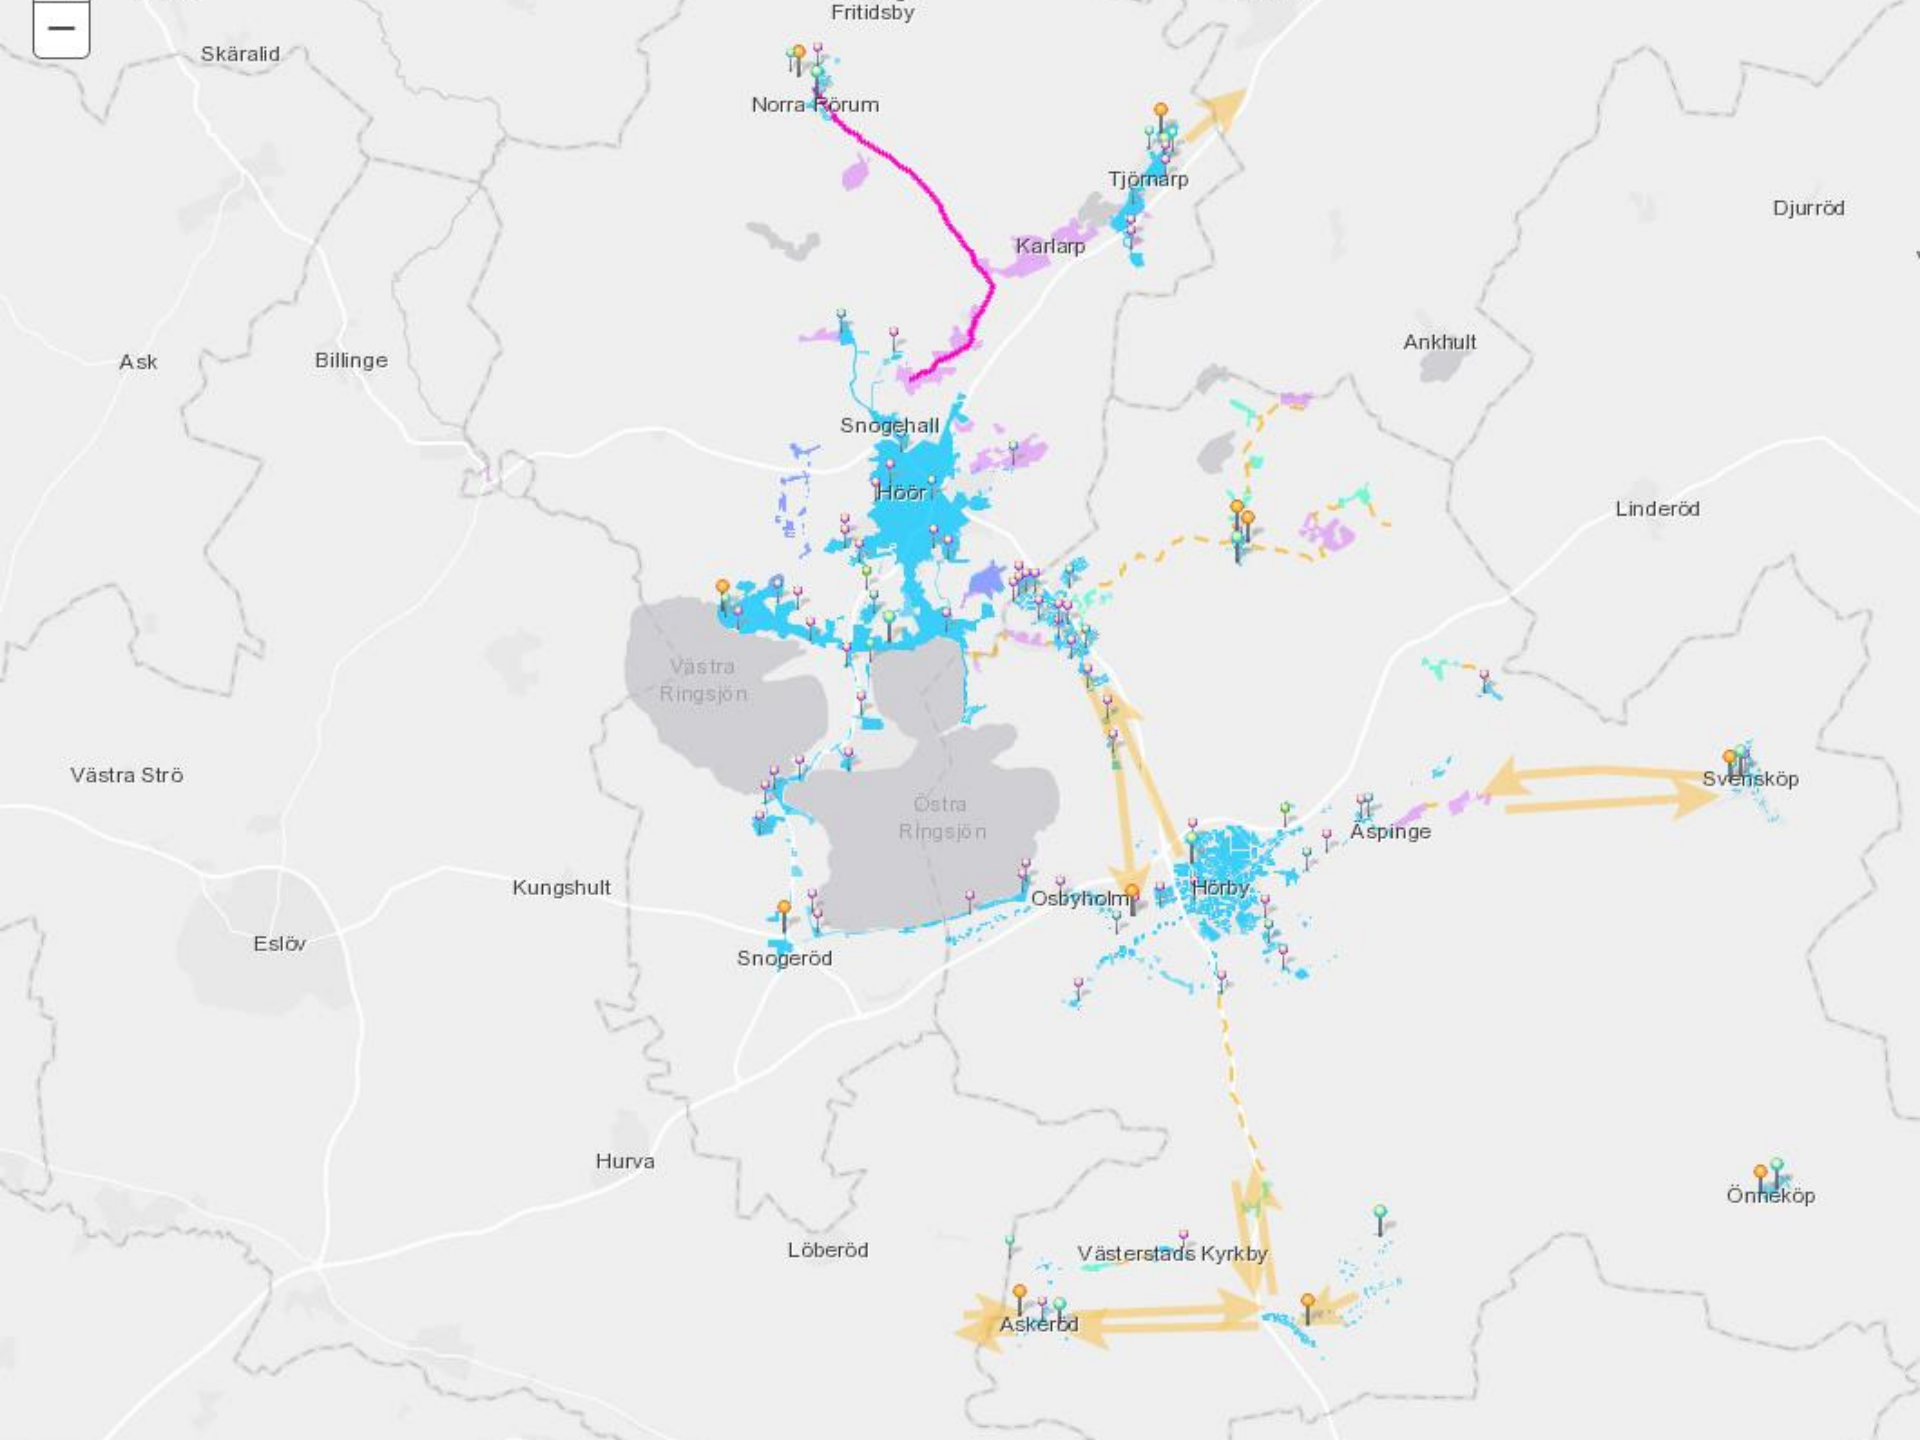 Fritidsby
Skäralid
Norra Rörum
Tjörnarp
Djurröd
Karlarp
Ankhult
Ask
Billinge
Snogehall
Höör
Linderöd
Västra
Ringsjön
Västra Strö
Svensköp
Östra
Ringsjön
Äspinge
Kungshult
Hörby
Osbyholm
Eslöv
Snogeröd
Hurva
Önneköp
Löberöd
Västerstads Kyrkby
Askeröd